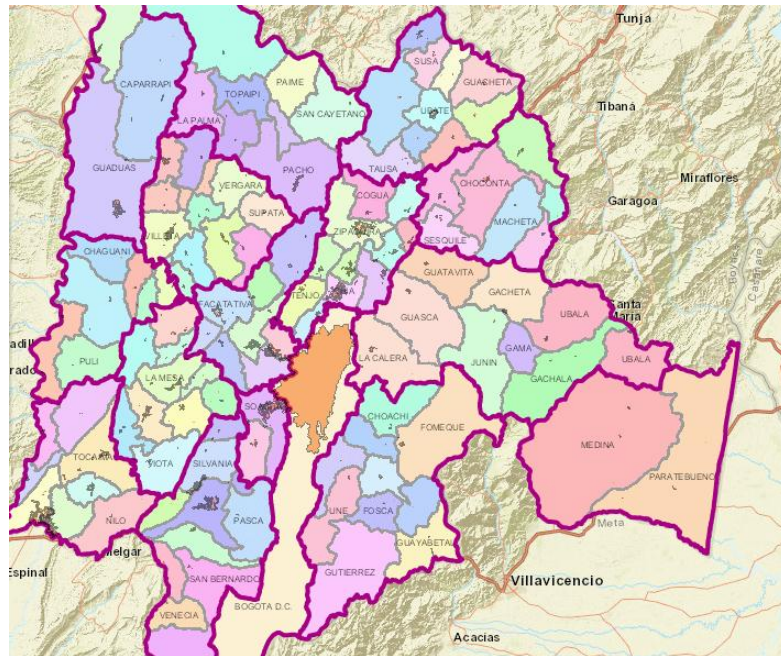 Tunja
SUSA
GUACHETA
CAPARRAPI
PAIME
TOPAIPI
UBATE
Tibaná
LA PALMA
SAN CAYETANO
GUADUAS
PACHO
TAUSA
Miraflores
VERGARA
COGUA
CHOCONTA
Garagoa
SUPATA
MACHETA
VILLETA
ZIPAQUIRA
SESQUILE
CHAGUANI
GUATAVITA
FACATATIVA
TENJO
GACHETA
Santa
María
GUASCA
UBALA
PULI
LA CALERA
JUNIN
GAMA
UBALA
LA MESA
GACHALA
CHOACHI
FOMEQUE
MEDINA
TOCAIMA
VIOTA
SILVANIA
PARATEBUENO
NILO
PASCA
UNE
FOSCA
Meta
GUAYABETAL
Melgar
Espinal
SAN BERNARDO
GUTIERREZ
Villavicencio
VENECIA
BOGOTA D.C.
Acacías